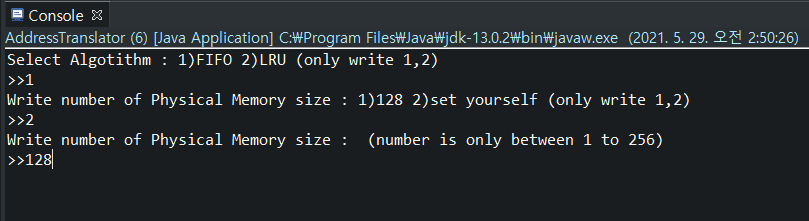 Console
AddressTranslator (6) [Java Application] C:₩Program Files₩Java₩jdk-13.0.2₩bin₩javaw.exe (2021. 5. 29. 오전 2:50:26)
Select Algotithm : 1)FIFO 2)LRU (only write 1,2)
>>1
Write number of Physical Memory size : 1)128 2)set yourself (only write 1,2)
>>2
Write number of Physical Memory size :  (number is only between 1 to 256)
>>128